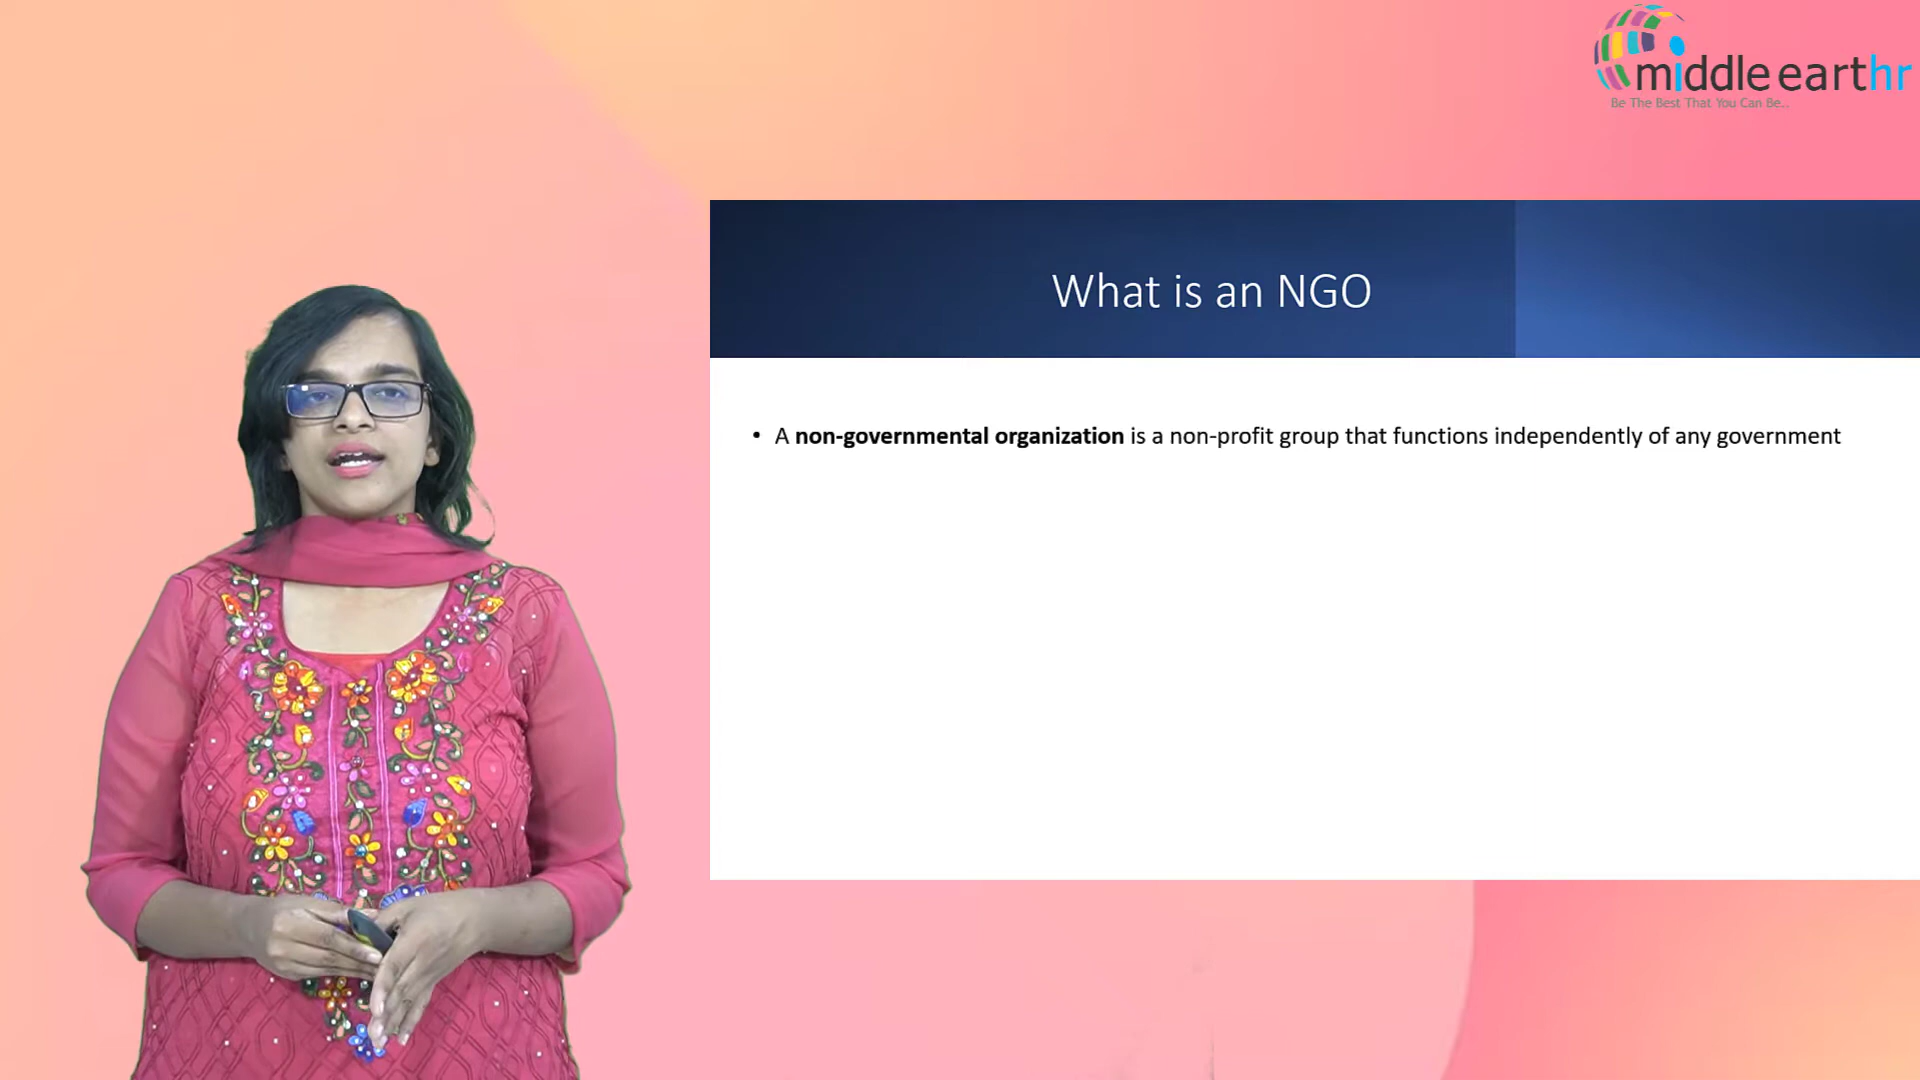 middle earthr
Be The Best That You Can Be..
What is an NGO
• A non-governmental organization is a non-profit group that functions independently of any government